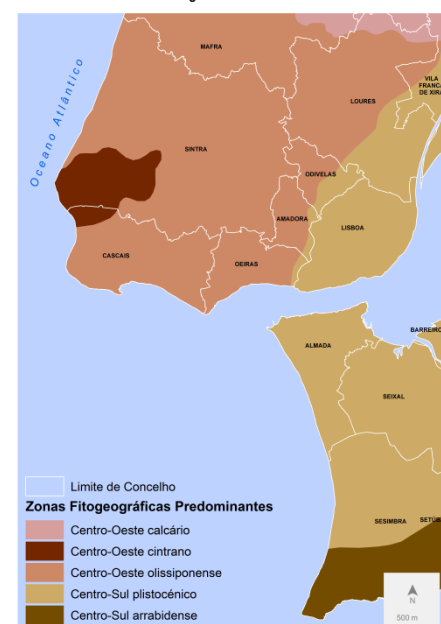 Oceano Atlântico
MAFRA
LOURES
VILA
FRANCA
DE XIRA
SINTRA
ODIVELAS
AMADORA
LISBOA
CASCAIS
OEIRAS
ALMADA
BARREIRO
SEIXAL
SESIMBRA
Limite de Concelho
Zonas Fitogeográficas Predominantes
Centro-Oeste calcário
Centro-Oeste cintrano
Centro-Oeste olissiponense
Centro-Sul plistocénico
Centro-Sul arrabidense
N
500 m